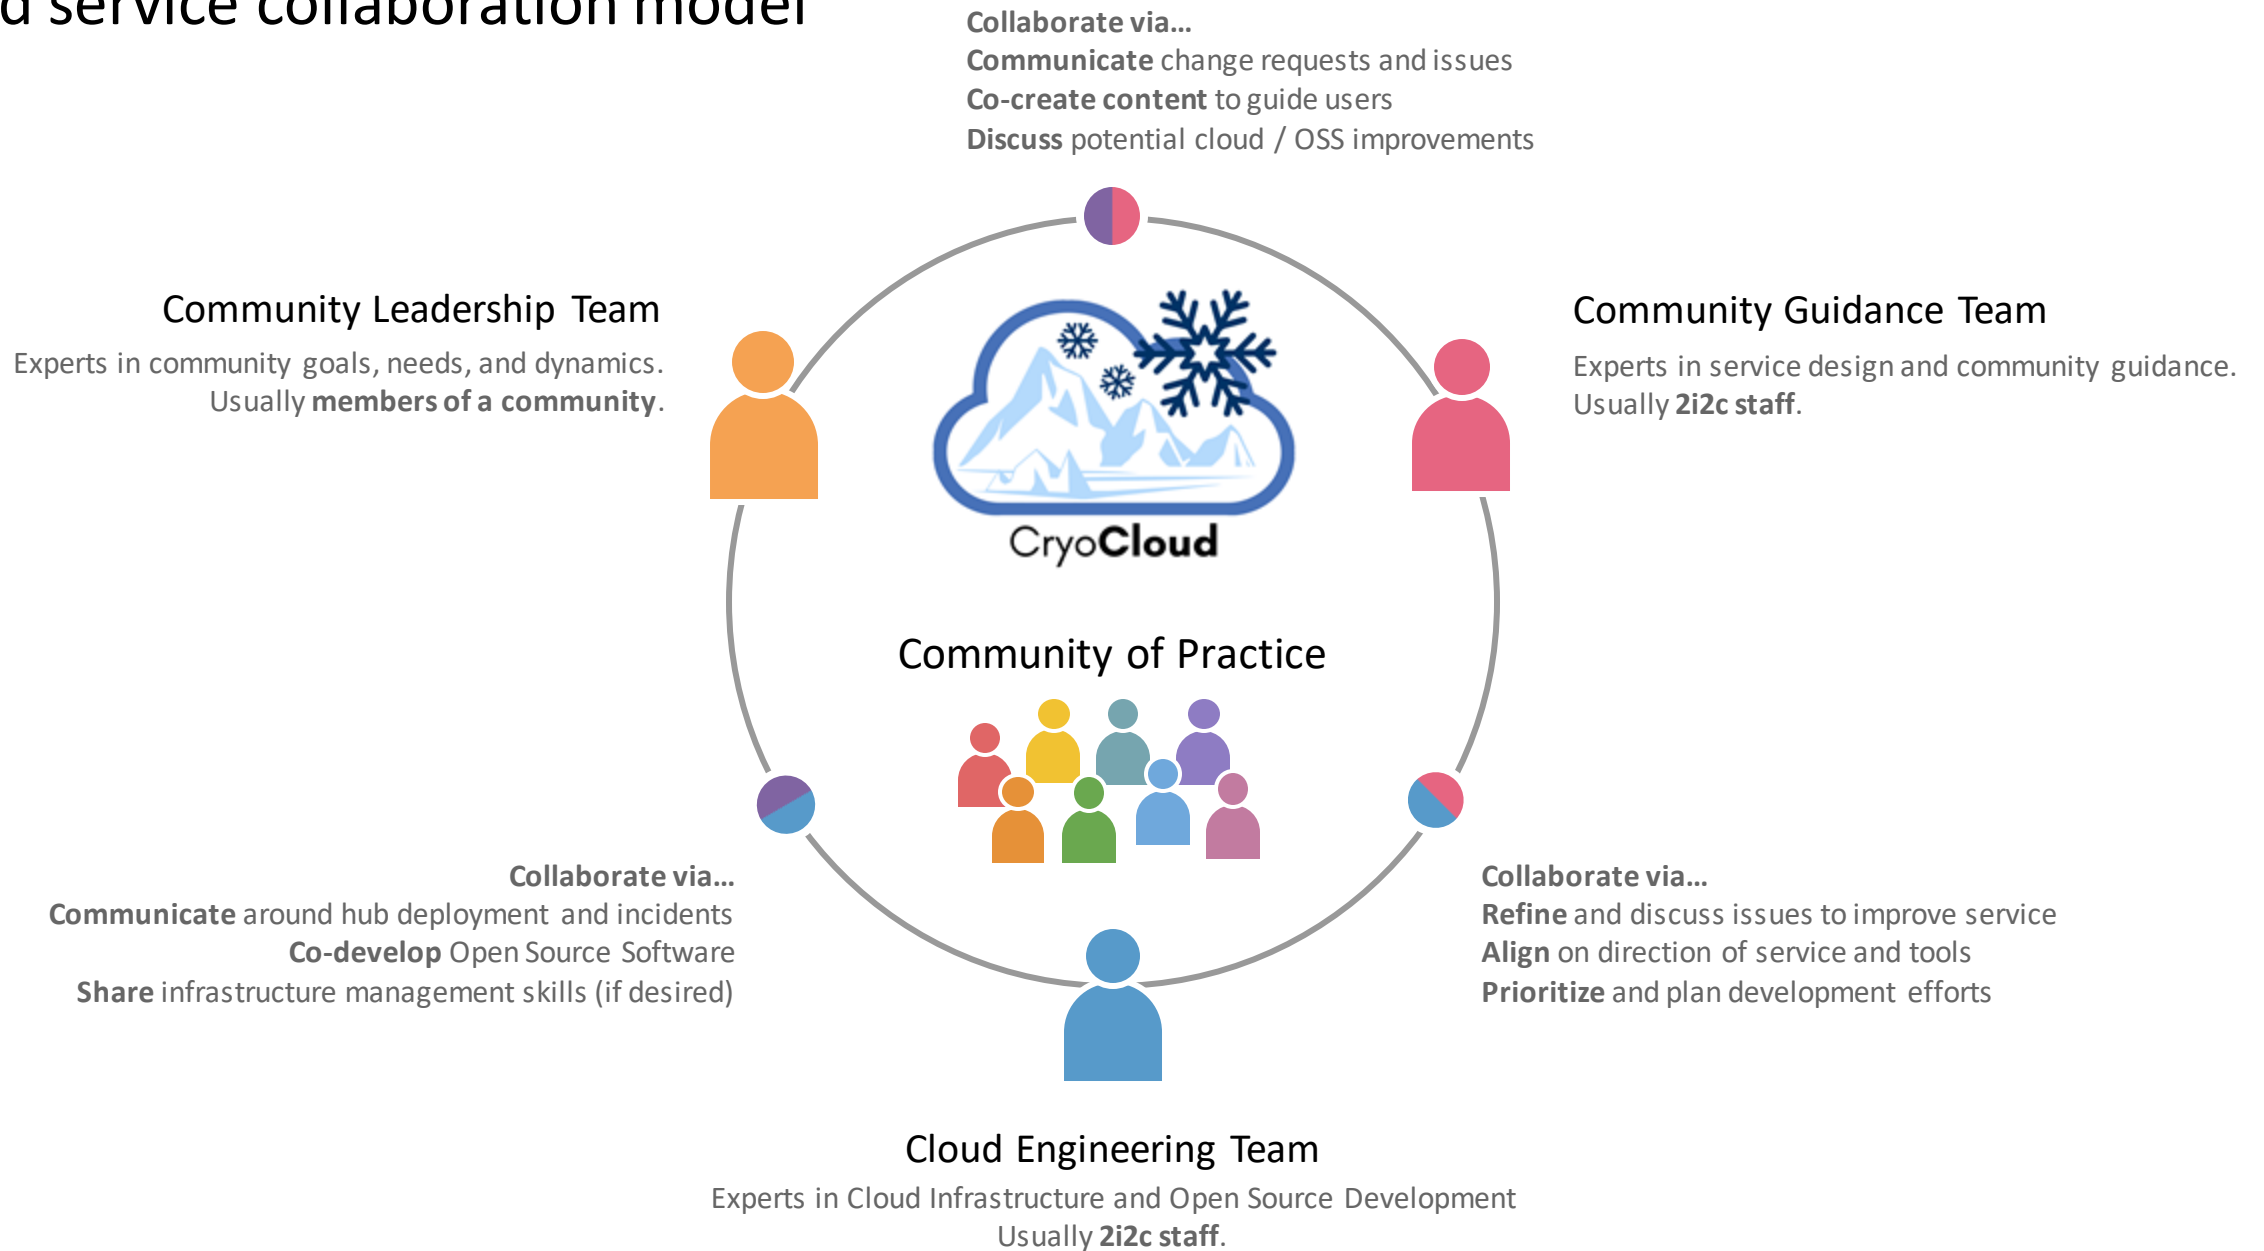 d service collaboration model
Collaborate via...
Communicate change requests and issues
Co-create content to guide users
Discuss potential cloud / OSS improvements
Community Leadership Team
Experts in community goals, needs, and dynamics.
Usually members of a community.
Community Guidance Team
Experts in service design and community guidance.
Usually 2i2c staff.
CryoCloud
Community of Practice
Collaborate via...
Communicate around hub deployment and incidents
Co-develop Open Source Software
Share infrastructure management skills (if desired)
Collaborate via...
Refine and discuss issues to improve service
Align on direction of service and tools
Prioritize and plan development efforts
Cloud Engineering Team
Experts in Cloud Infrastructure and Open Source Development
Usually 2i2c staff.